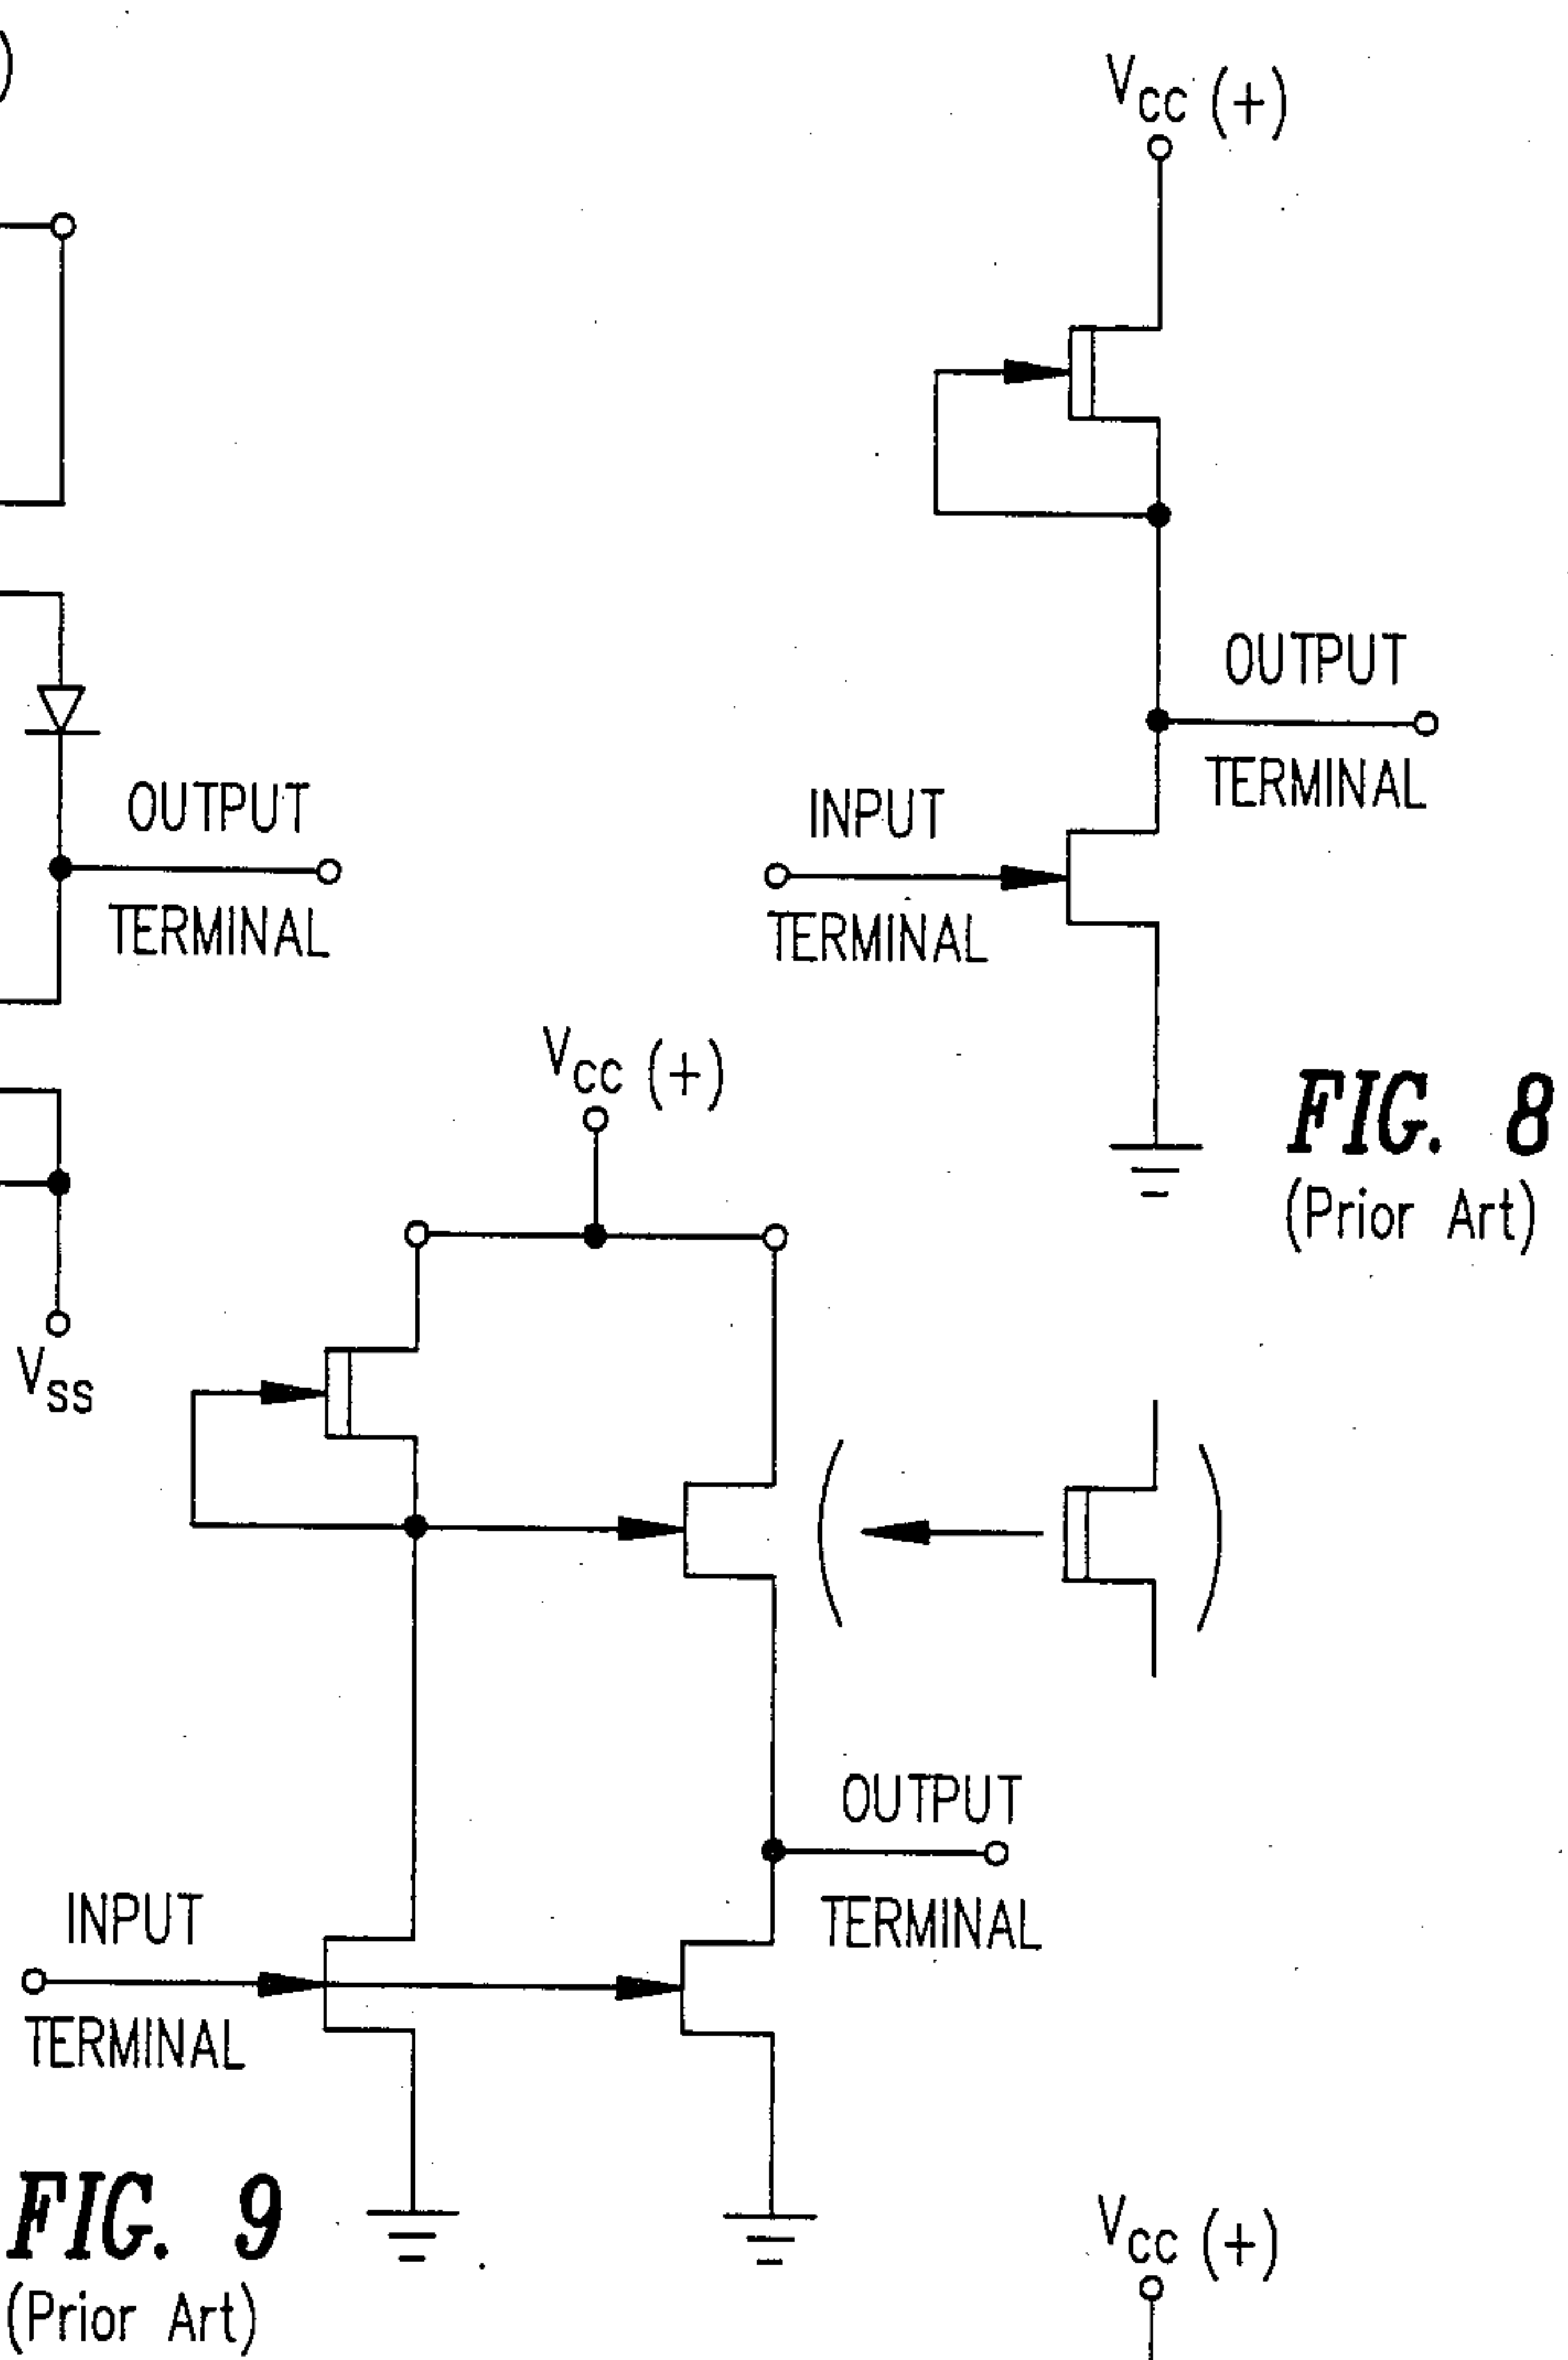 )
V_CC (+)
OUTPUT
TERMINAL
INPUT
TERMINAL
OUTPUT
TERMINAL
FIG. 8
(Prior Art)
V_CC (+)
V_SS
OUTPUT
TERMINAL
INPUT
TERMINAL
FIG. 9
(Prior Art)
V_CC (+)